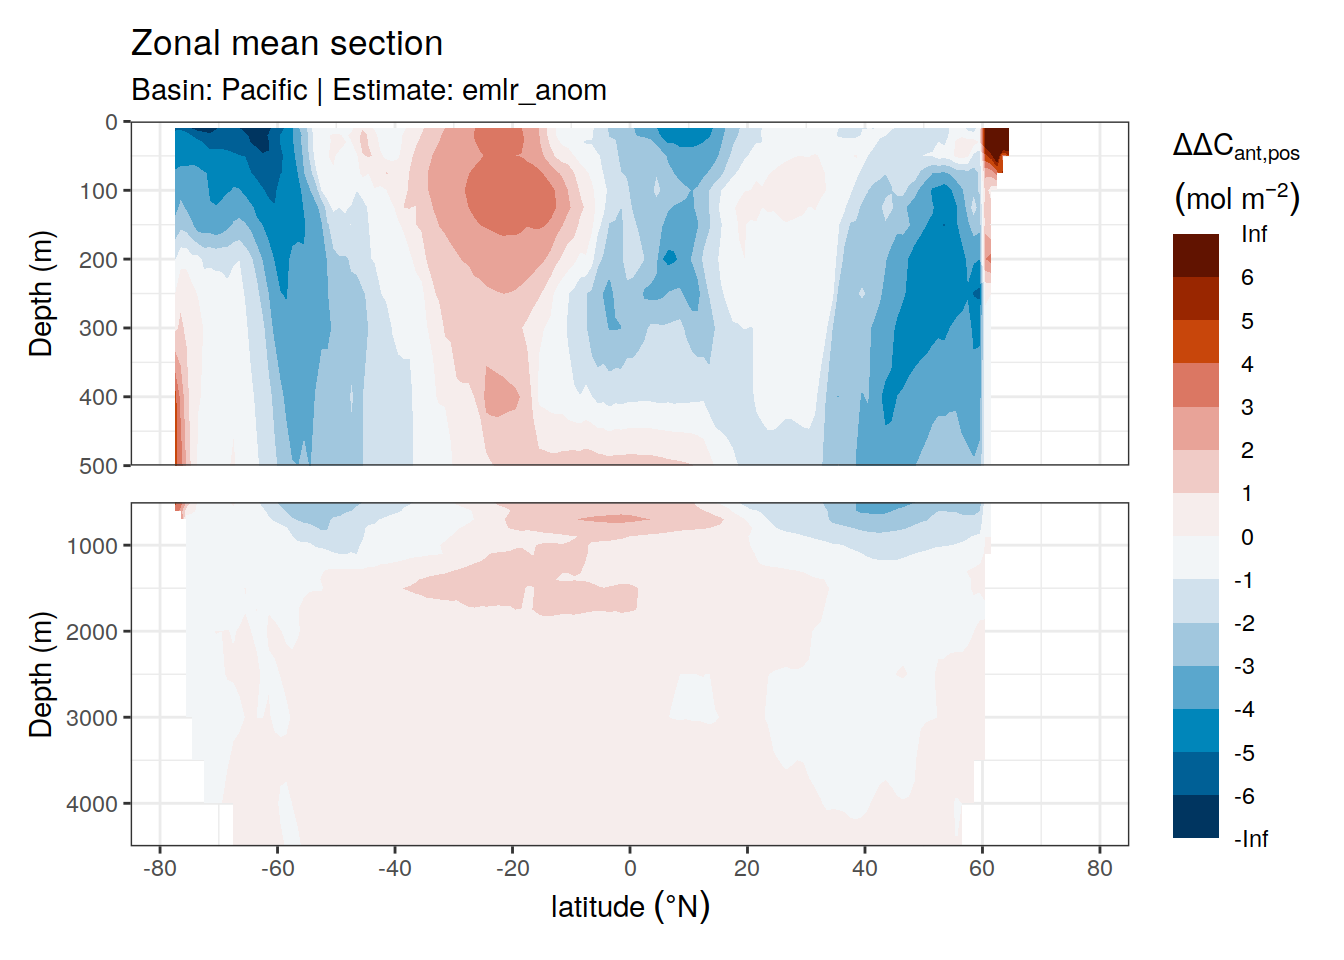 Zonal mean section
Basin: Pacific | Estimate: emlr_anom
0
100
200
300
400
500
Depth (m)
1000
2000
3000
4000
Depth (m)
-80 -60 -40 -20 0 20 40 60 80
latitude (°N)
ΔΔCant,pos
(mol m−2)
Inf
6
5
4
3
2
1
0
-1
-2
-3
-4
-5
-6
-Inf